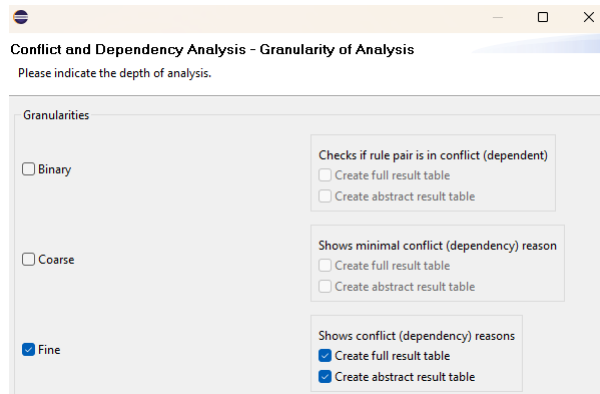 Conflict and Dependency Analysis - Granularity of Analysis
Please indicate the depth of analysis.
Granularities
Binary
Checks if rule pair is in conflict (dependent)
Create full result table
Create abstract result table
Coarse
Shows minimal conflict (dependency) reason
Create full result table
Create abstract result table
Fine
Shows conflict (dependency) reasons
Create full result table
Create abstract result table